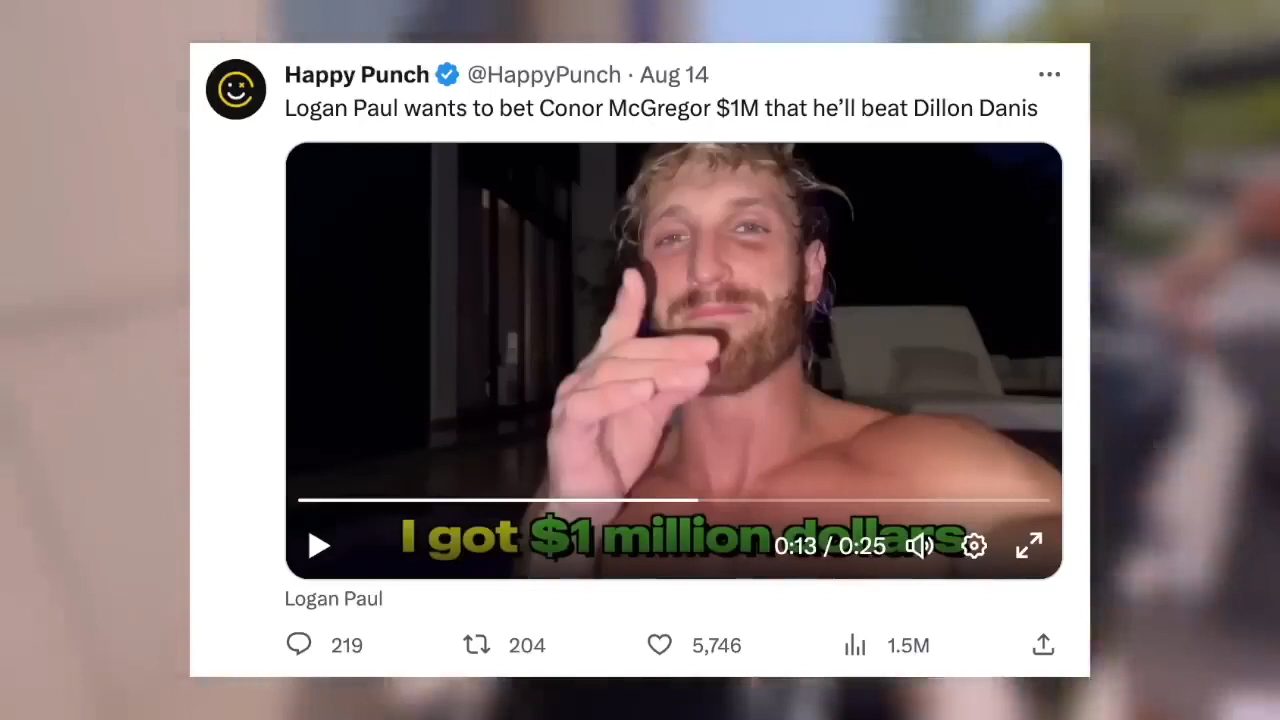 Happy Punch @HappyPunch · Aug 14
Logan Paul wants to bet Conor McGregor $1M that he’ll beat Dillon Danis
I got $1 million dollars
0:13 / 0:25
Logan Paul
219 204 5,746 1.5M